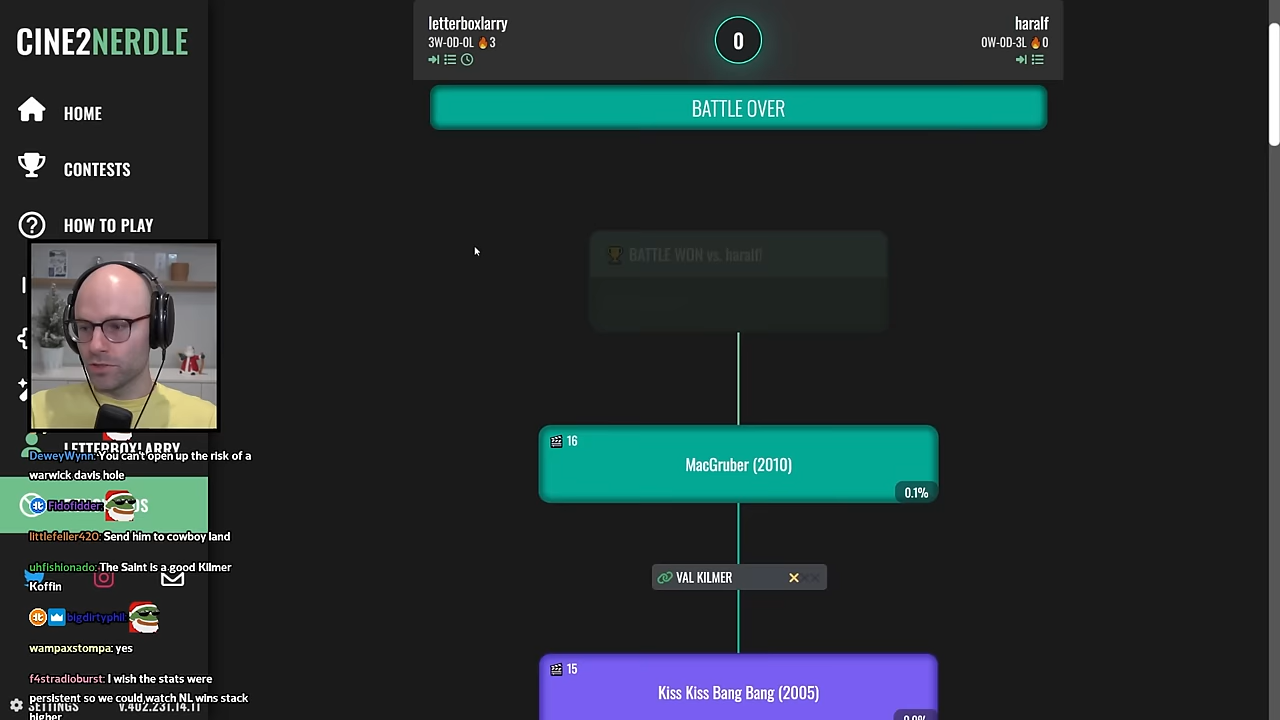 CINE2NERDLE
HOME
CONTESTS
HOW TO PLAY
LETTERBOXLARRY
SETTINGS
V.402.231.14.11
letterboxlarry
3W-0D-0L 🔥3
0
haralf
0W-0D-3L 🔥0
BATTLE OVER
🏆 BATTLE WON vs. haralf!
16
MacGruber (2010)
0.1%
VAL KILMER
15
Kiss Kiss Bang Bang (2005)
0.0%
DeweyWynn: You can't open up the risk of a
warwick davis hole
Fldofldder:
littlefeller420: Send him to cowboy land
uhfishionado: The Saint is a good Kilmer
Koffin
bigdirtyphil:
wampaxstompa: yes
f4stradioburst: I wish the stats were
persistent so we could watch NL wins stack
higher